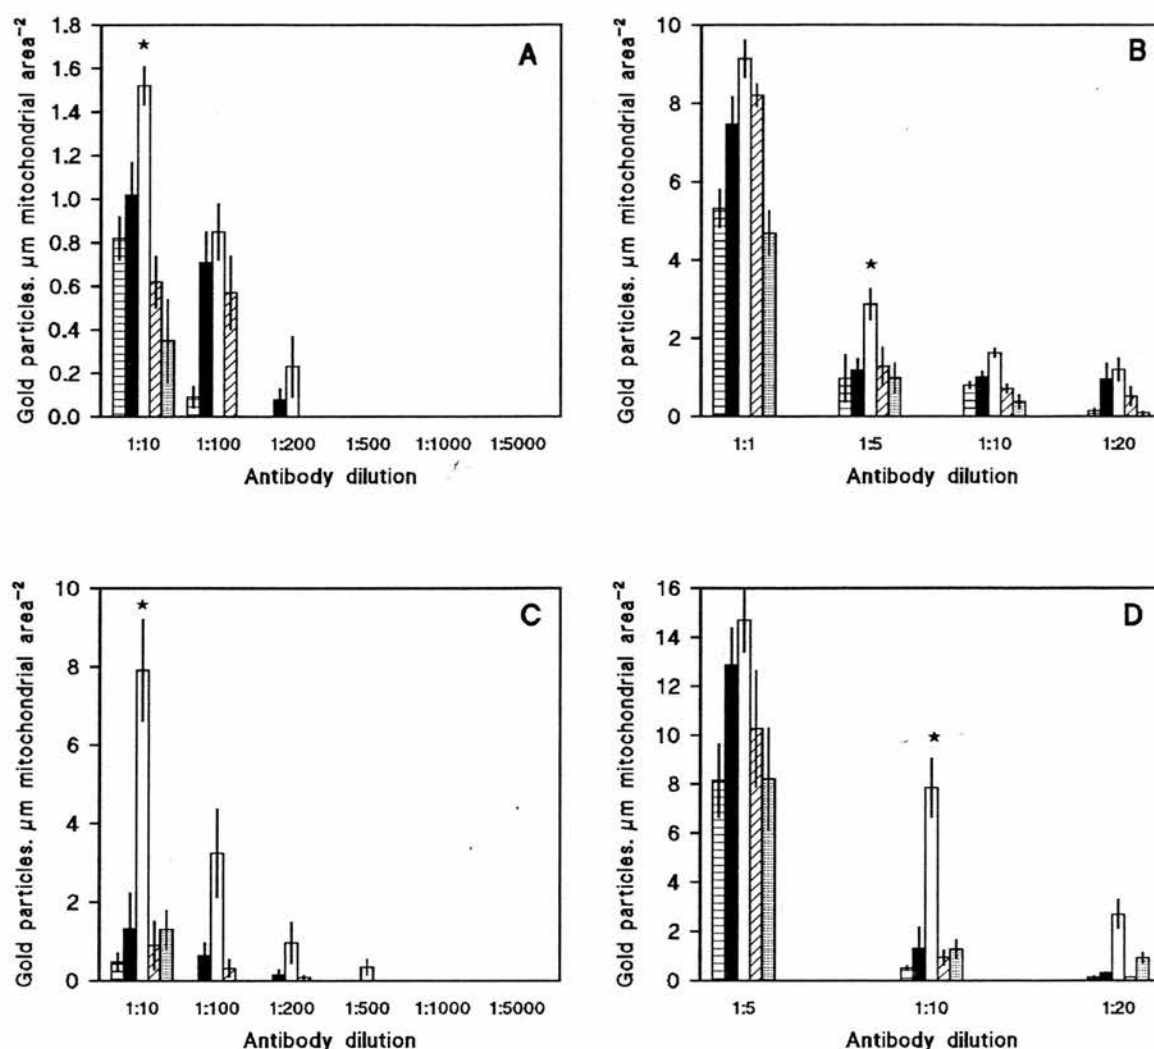 A
★
Gold particles. μm mitochondrial area⁻²
1.8
1.6
1.4
1.2
1.0
0.8
0.6
0.4
0.2
0.0
1:10 1:100 1:200 1:500 1:1000 1:5000
Antibody dilution
B
★
Gold particles. μm mitochondrial area⁻²
10
8
6
4
2
0
1:1 1:5 1:10 1:20
Antibody dilution
C
★
Gold particles. μm mitochondrial area⁻²
10
8
6
4
2
0
1:10 1:100 1:200 1:500 1:1000 1:5000
Antibody dilution
D
★
Gold particles. μm mitochondrial area⁻²
16
14
12
10
8
6
4
2
0
1:5 1:10 1:20
Antibody dilution